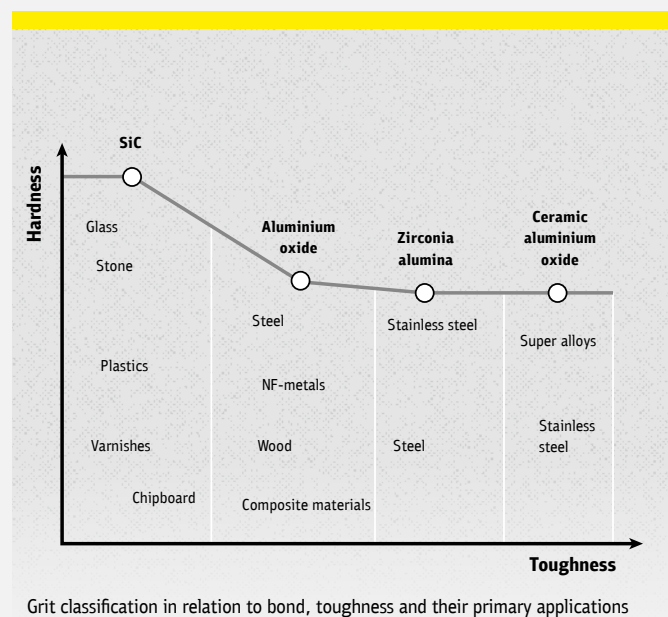 SiC
Hardness
Glass
Stone
Plastics
Varnishes
Chipboard
Aluminium
oxide
Steel
NF-metals
Wood
Composite materials
Zirconia
alumina
Stainless steel
Steel
Ceramic
aluminium
oxide
Super alloys
Stainless
steel
Toughness
Grit classification in relation to bond, toughness and their primary applications